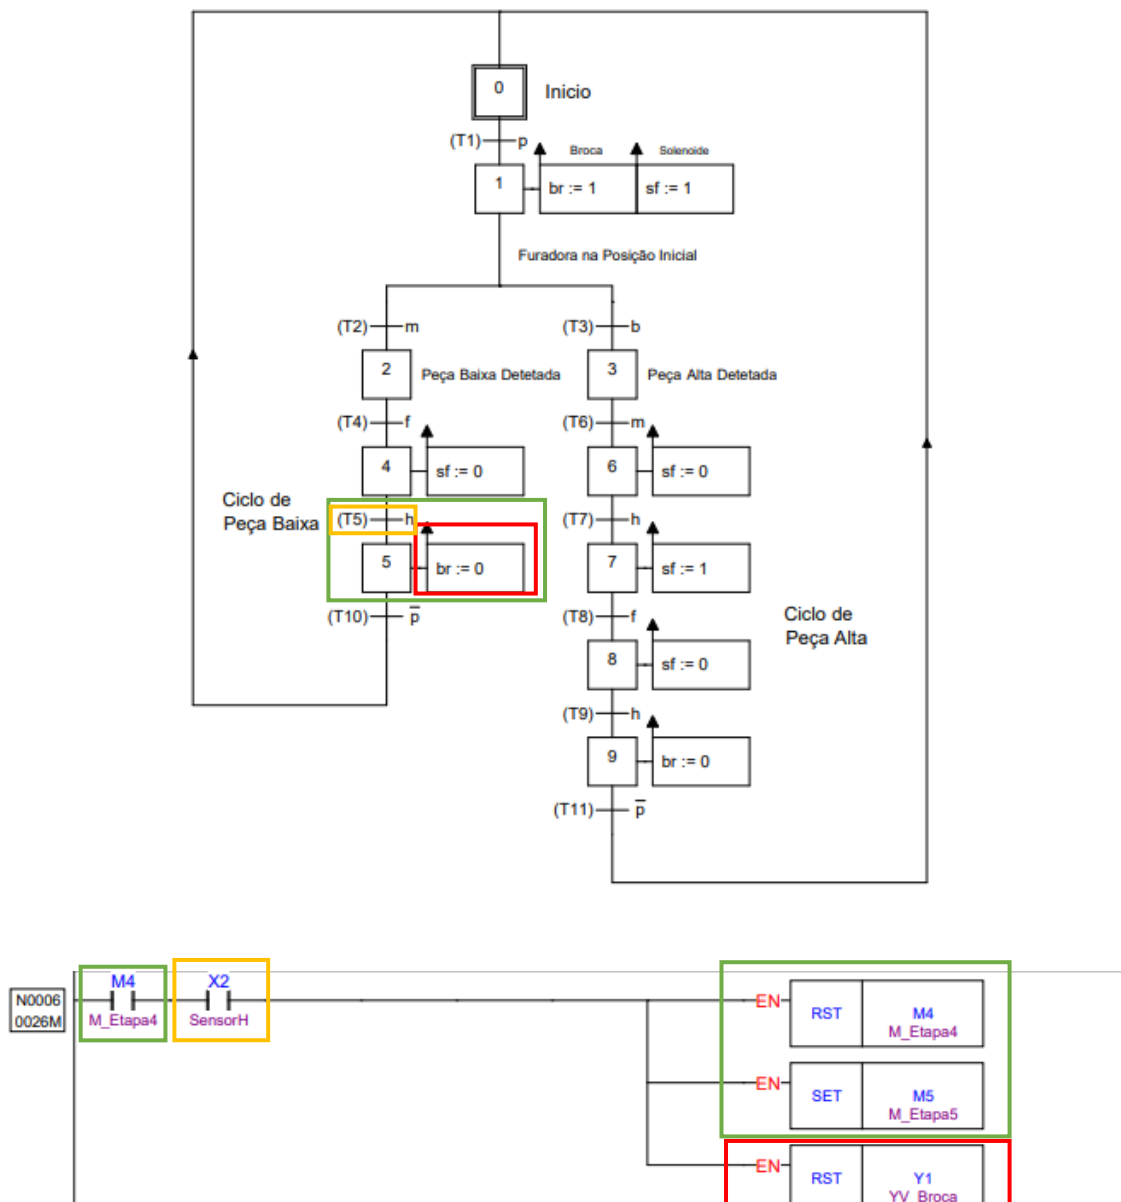 0
Inicio
(T1) p
Broca
Solenoide
1
br := 1
sf := 1
Furadora na Posição Inicial
(T2) m
(T3) b
2
Peça Baixa Detetada
3
Peça Alta Detetada
(T4) f
(T6) m
4
sf := 0
6
sf := 0
Ciclo de
Peça Baixa
(T5) h
(T7) h
5
br := 0
7
sf := 1
(T10) p̅
(T8) f
Ciclo de
Peça Alta
8
sf := 0
(T9) h
9
br := 0
(T11) p̅
N0006
0026M
M4
M_Etapa4
X2
SensorH
EN
RST
M4
M_Etapa4
EN
SET
M5
M_Etapa5
EN
RST
Y1
YV_Broca